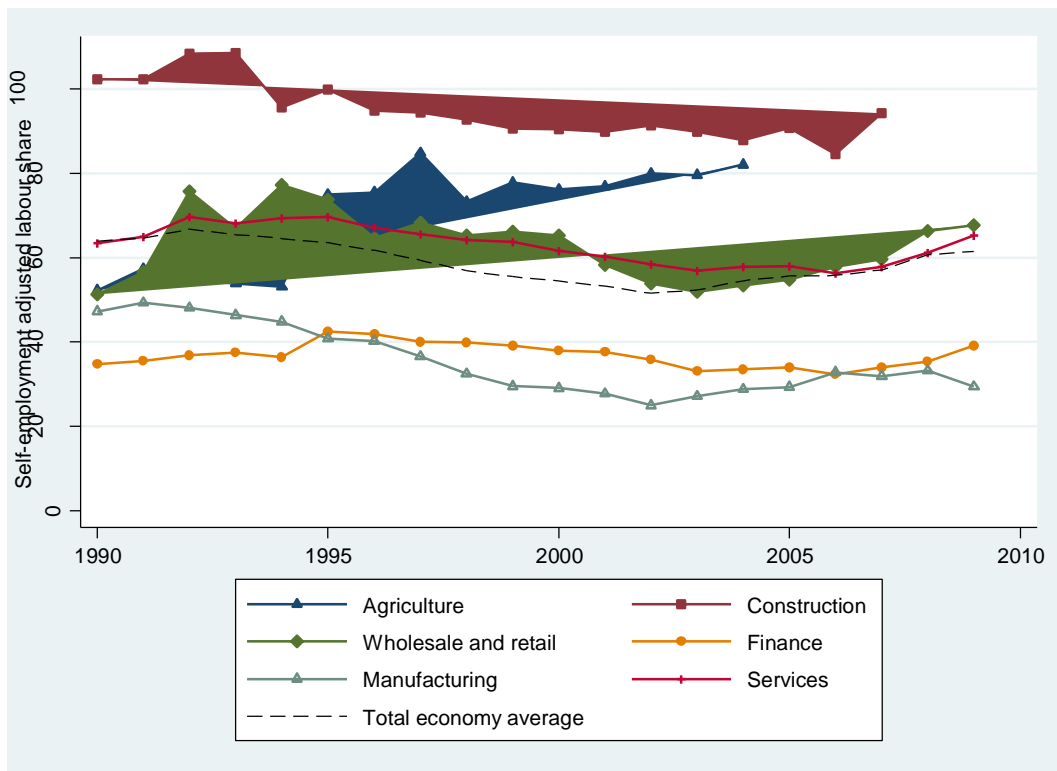 Self-employment adjusted labour share
100
80
60
40
20
0
1990 1995 2000 2005 2010
Agriculture Construction
Wholesale and retail Finance
Manufacturing Services
Total economy average